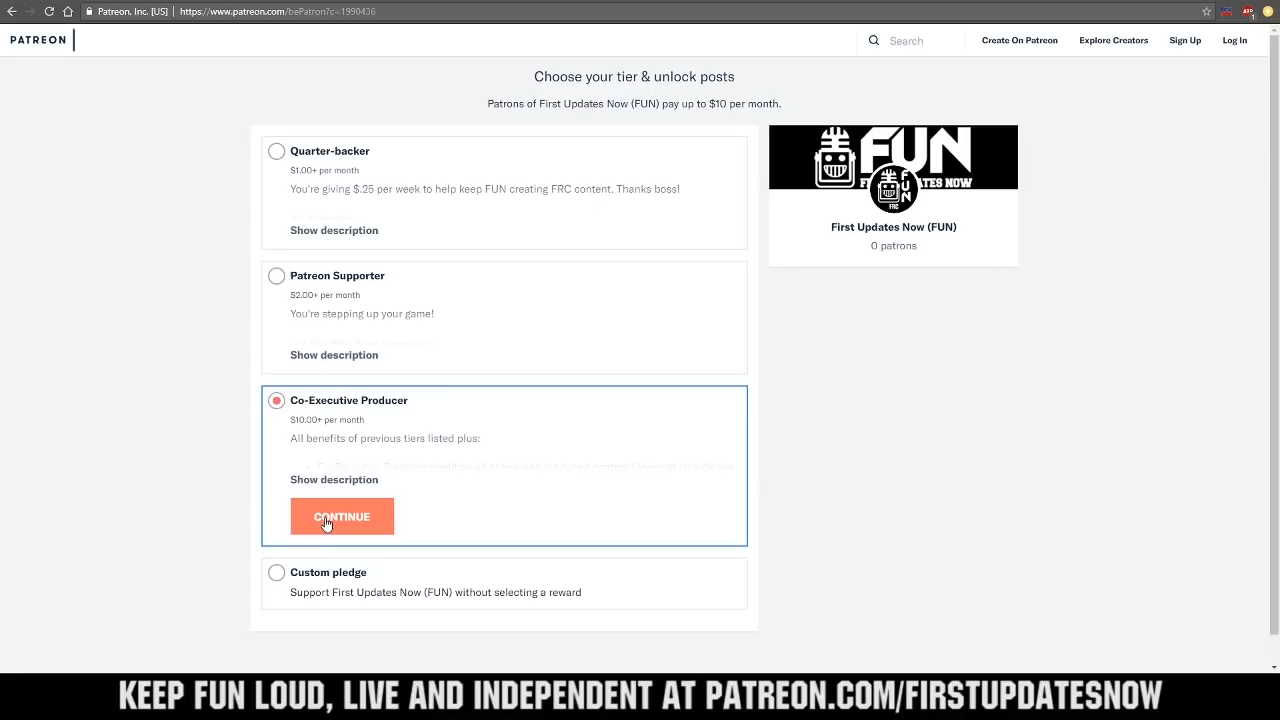 Patreon, Inc. [US] | https://www.patreon.com/bePatron?c=1990436
PATREON
Search
Create On Patreon
Explore Creators
Sign Up
Log In
Choose your tier & unlock posts
Patrons of First Updates Now (FUN) pay up to $10 per month.
Quarter-backer
$1.00+ per month
You're giving $.25 per week to help keep FUN creating FRC content. Thanks boss!
Show description
Patreon Supporter
$2.00+ per month
You're stepping up your game!
Show description
Co-Executive Producer
$10.00+ per month
All benefits of previous tiers listed plus:
Show description
CONTINUE
Custom pledge
Support First Updates Now (FUN) without selecting a reward
FUN
FUN
FRC
First Updates Now (FUN)
0 patrons
KEEP FUN LOUD, LIVE AND INDEPENDENT AT PATREON.COM/FIRSTUPDATESNOW